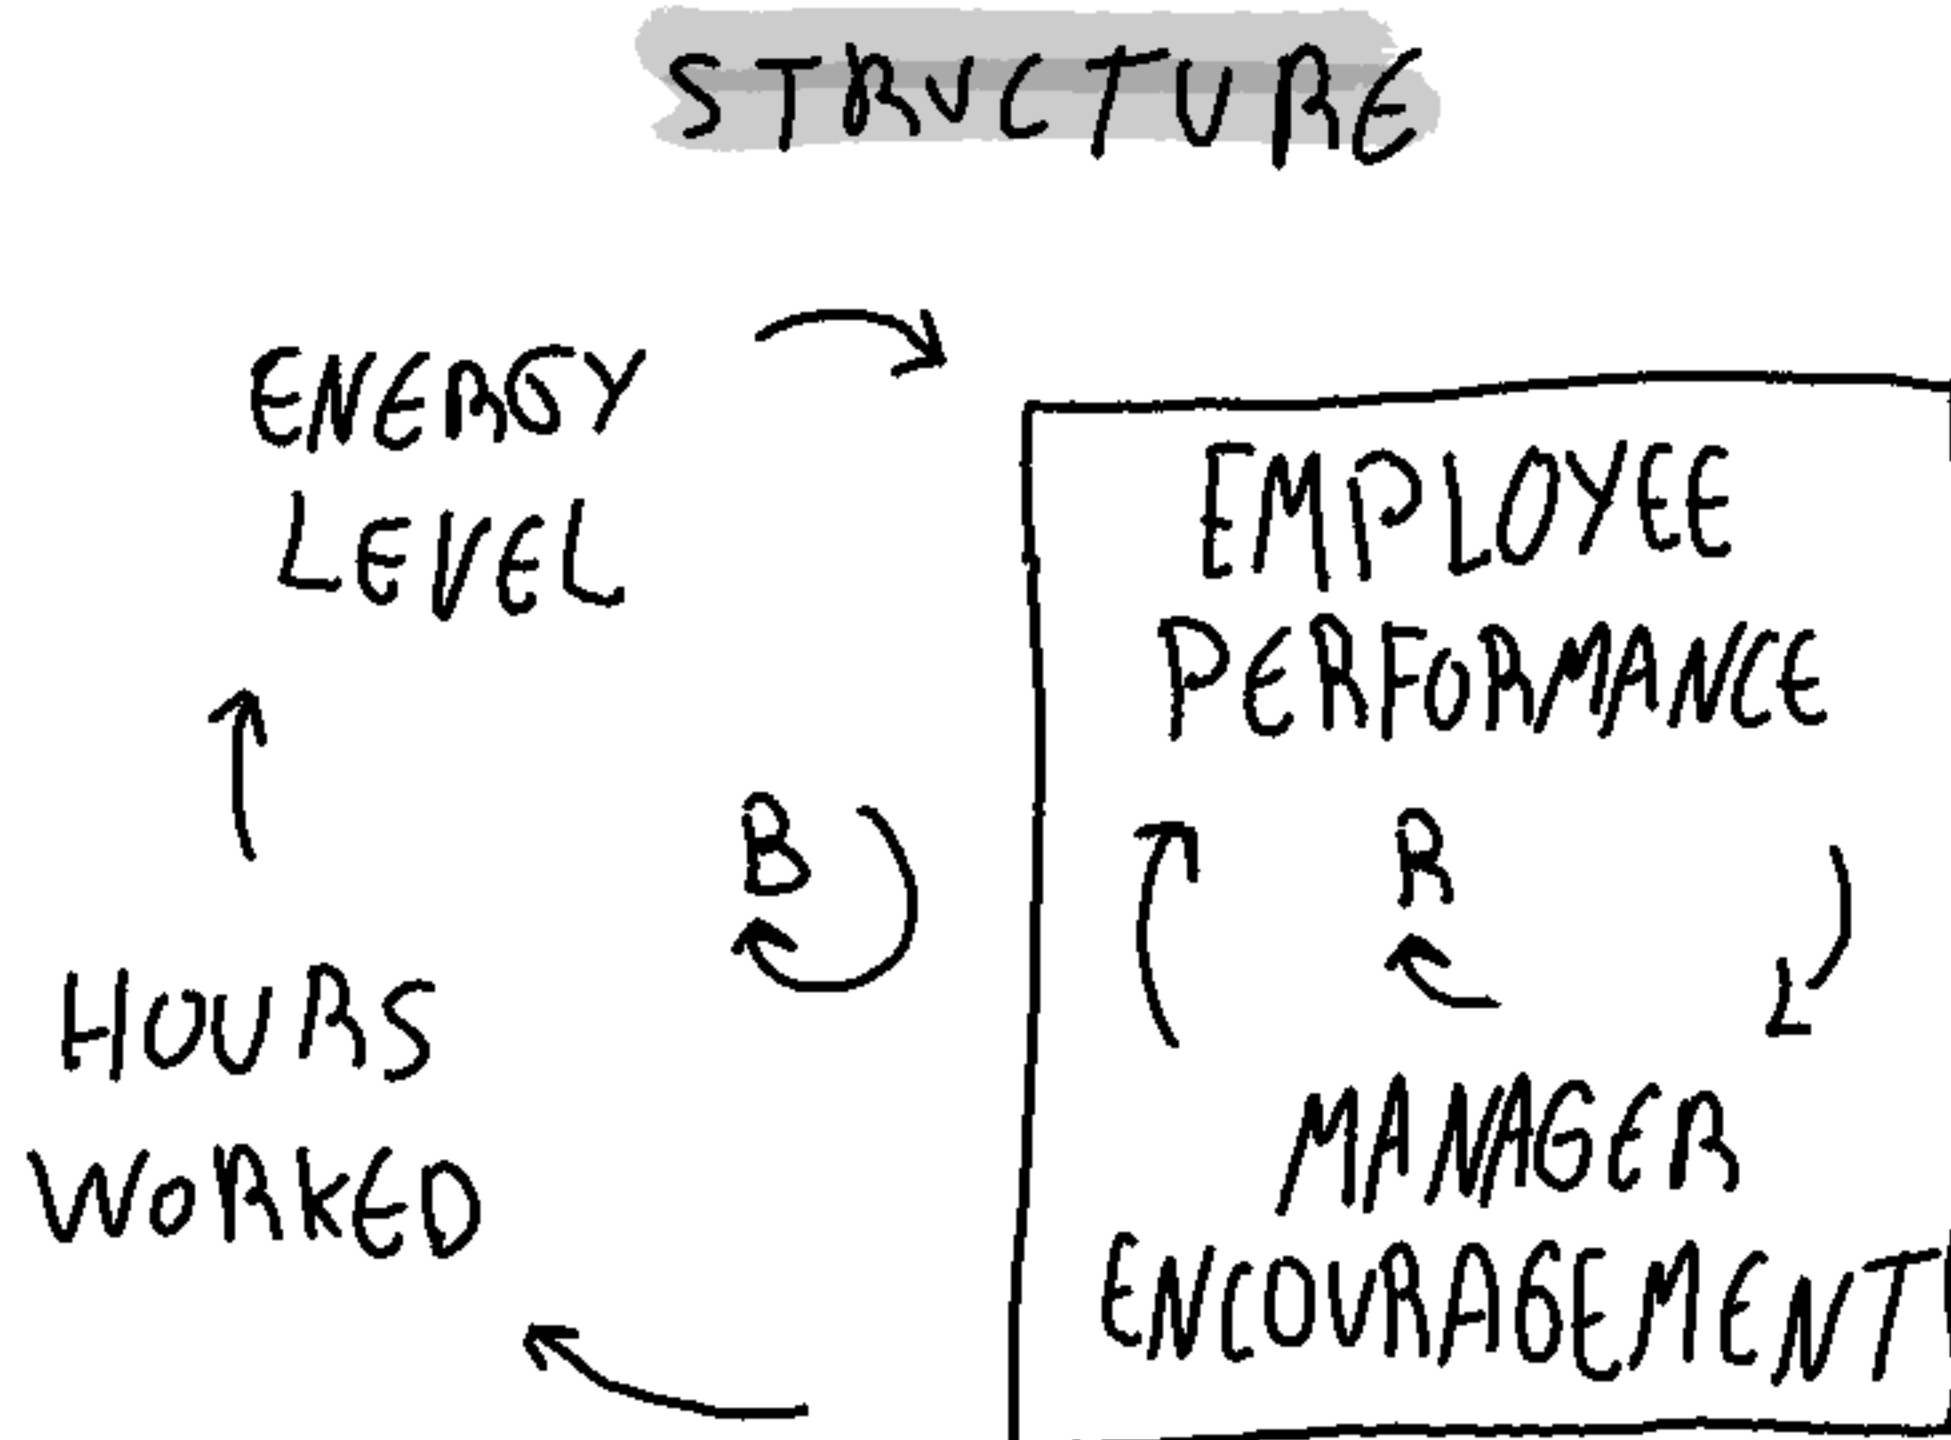 STRUCTURE
ENERGY
LEVEL
EMPLOYEE
PERFORMANCE
B
R
HOURS
WORKED
MANAGER
ENCOURAGEMENT